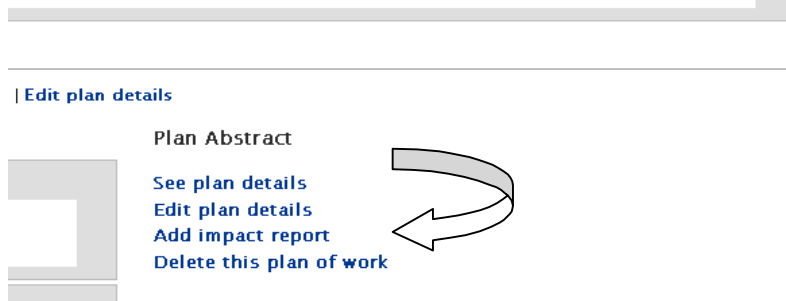 | Edit plan details
Plan Abstract
See plan details
Edit plan details
Add impact report
Delete this plan of work